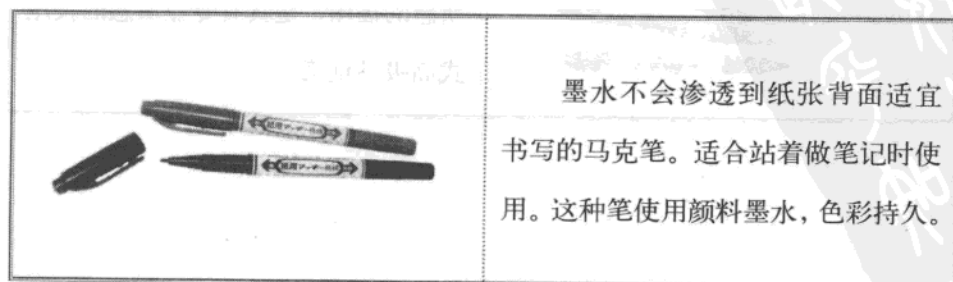 墨水不会渗透到纸张背面适宜
书写的马克笔。适合站着做笔记时使
用。这种笔使用颜料墨水，色彩持久。